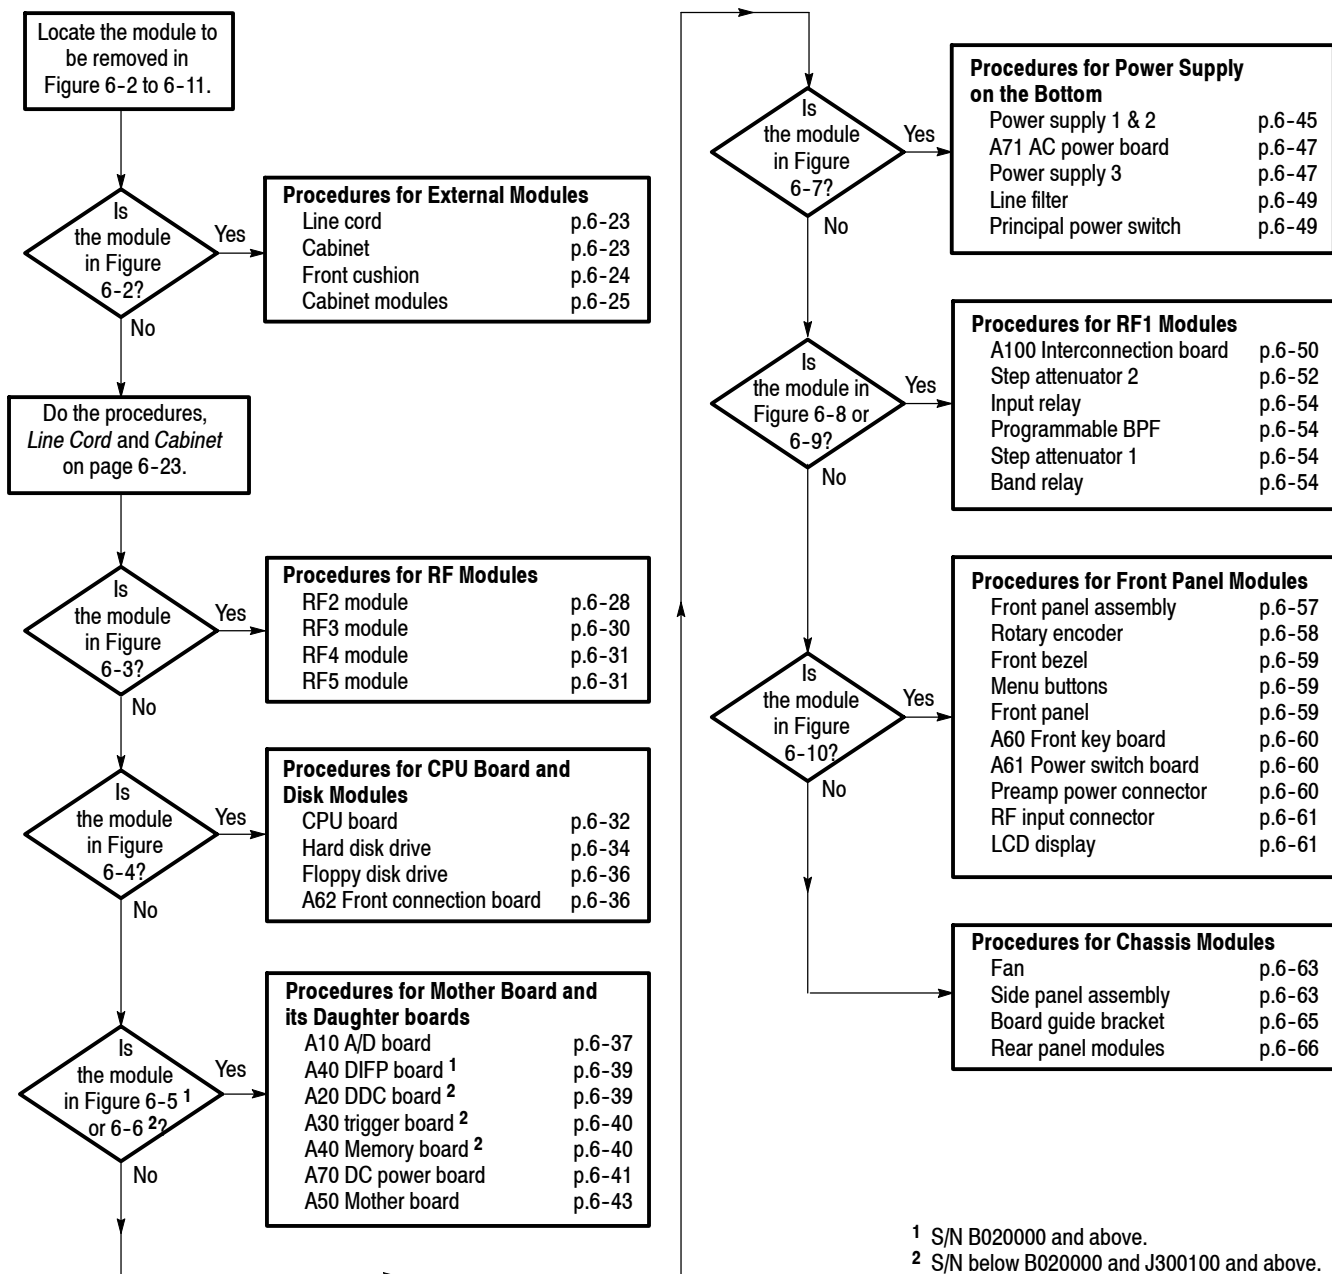 Locate the module to
be removed in
Figure 6-2 to 6-11.
Is
the module
in Figure
6-2?
Yes
No
Procedures for External Modules
Line cord p.6-23
Cabinet p.6-23
Front cushion p.6-24
Cabinet modules p.6-25
Do the procedures,
Line Cord and Cabinet
on page 6-23.
Is
the module
in Figure
6-3?
Yes
No
Procedures for RF Modules
RF2 module p.6-28
RF3 module p.6-30
RF4 module p.6-31
RF5 module p.6-31
Is
the module
in Figure
6-4?
Yes
No
Procedures for CPU Board and
Disk Modules
CPU board p.6-32
Hard disk drive p.6-34
Floppy disk drive p.6-36
A62 Front connection board p.6-36
Is
the module
in Figure 6-5 1
or 6-6 2?
Yes
No
Procedures for Mother Board and
its Daughter boards
A10 A/D board p.6-37
A40 DIFP board 1 p.6-39
A20 DDC board 2 p.6-39
A30 trigger board 2 p.6-40
A40 Memory board 2 p.6-40
A70 DC power board p.6-41
A50 Mother board p.6-43
Is
the module
in Figure
6-7?
Yes
No
Procedures for Power Supply
on the Bottom
Power supply 1 & 2 p.6-45
A71 AC power board p.6-47
Power supply 3 p.6-47
Line filter p.6-49
Principal power switch p.6-49
Is
the module in
Figure 6-8 or
6-9?
Yes
No
Procedures for RF1 Modules
A100 Interconnection board p.6-50
Step attenuator 2 p.6-52
Input relay p.6-54
Programmable BPF p.6-54
Step attenuator 1 p.6-54
Band relay p.6-54
Is
the module
in Figure
6-10?
Yes
No
Procedures for Front Panel Modules
Front panel assembly p.6-57
Rotary encoder p.6-58
Front bezel p.6-59
Menu buttons p.6-59
Front panel p.6-59
A60 Front key board p.6-60
A61 Power switch board p.6-60
Preamp power connector p.6-60
RF input connector p.6-61
LCD display p.6-61
Procedures for Chassis Modules
Fan p.6-63
Side panel assembly p.6-63
Board guide bracket p.6-65
Rear panel modules p.6-66
1 S/N B020000 and above.
2 S/N below B020000 and J300100 and above.